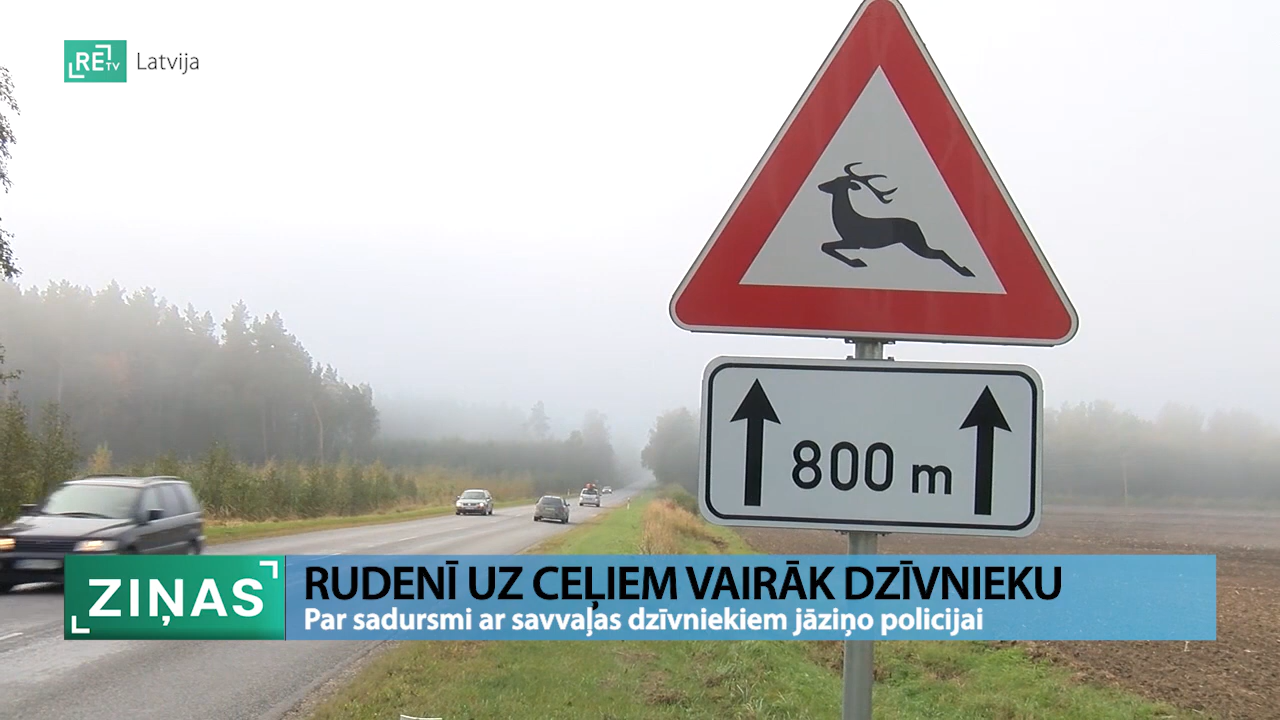 RE TV Latvija
800 m
ZIŅAS
RUDENĪ UZ CEĻIEM VAIRĀK DZĪVNIEKU
Par sadursmi ar savvaļas dzīvniekiem jāziņo policijai